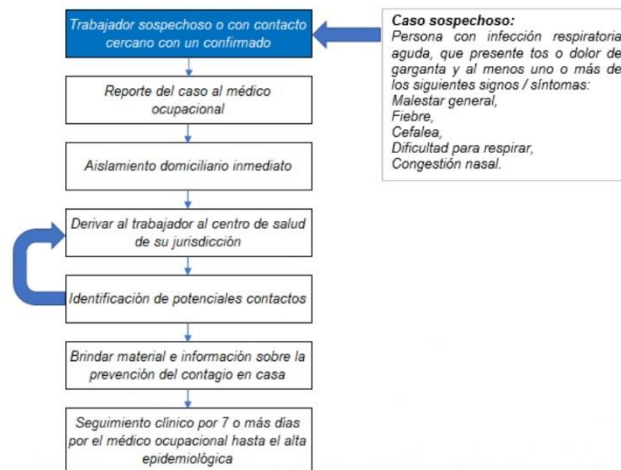 Trabajador sospechoso o con contacto
cercano con un confirmado
Caso sospechoso:
Persona con infección respiratoria
aguda, que presente tos o dolor de
garganta y al menos uno o más de
los siguientes signos / síntomas:
Malestar general,
Fiebre,
Cefalea,
Dificultad para respirar,
Congestión nasal.
Reporte del caso al médico
ocupacional
Aislamiento domiciliario inmediato
Derivar al trabajador al centro de salud
de su jurisdicción
Identificación de potenciales contactos
Brindar material e información sobre la
prevención del contagio en casa
Seguimiento clínico por 7 o más dìas
por el médico ocupacional hasta el alta
epidemiológica